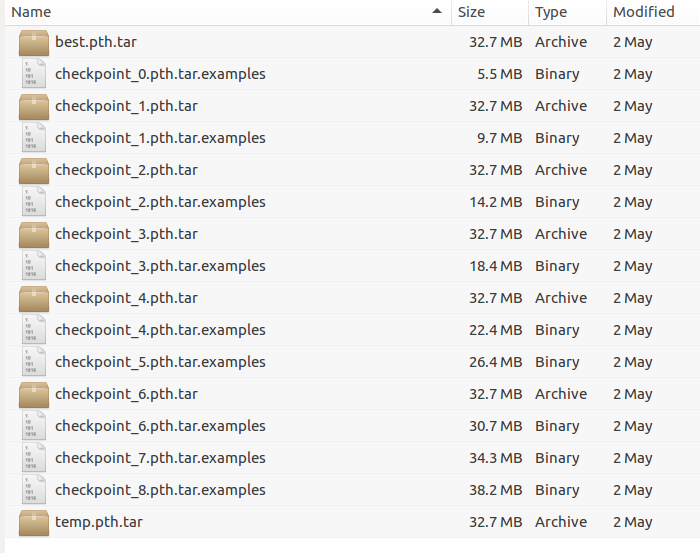 Name Size Type Modified
best.pth.tar 32.7 MB Archive 2 May
checkpoint_0.pth.tar.examples 5.5 MB Binary 2 May
checkpoint_1.pth.tar 32.7 MB Archive 2 May
checkpoint_1.pth.tar.examples 9.7 MB Binary 2 May
checkpoint_2.pth.tar 32.7 MB Archive 2 May
checkpoint_2.pth.tar.examples 14.2 MB Binary 2 May
checkpoint_3.pth.tar 32.7 MB Archive 2 May
checkpoint_3.pth.tar.examples 18.4 MB Binary 2 May
checkpoint_4.pth.tar 32.7 MB Archive 2 May
checkpoint_4.pth.tar.examples 22.4 MB Binary 2 May
checkpoint_5.pth.tar.examples 26.4 MB Binary 2 May
checkpoint_6.pth.tar 32.7 MB Archive 2 May
checkpoint_6.pth.tar.examples 30.7 MB Binary 2 May
checkpoint_7.pth.tar.examples 34.3 MB Binary 2 May
checkpoint_8.pth.tar.examples 38.2 MB Binary 2 May
temp.pth.tar 32.7 MB Archive 2 May